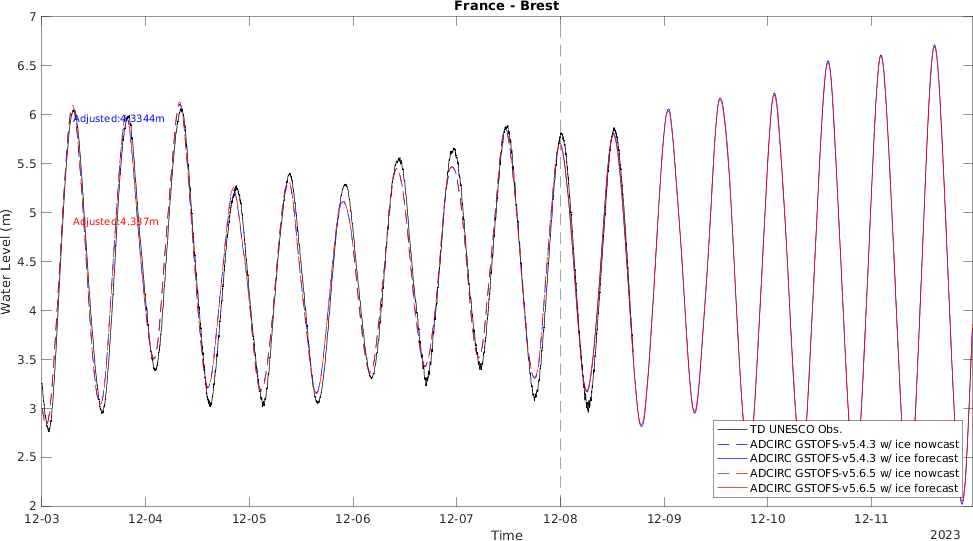 France - Brest
7
6.5
6
5.5
5
4.5
4
3.5
3
2.5
2
Water Level (m)
Adjusted:4.3344m
Adjusted:4.337m
TD UNESCO Obs.
ADCIRC GSTOFS-v5.4.3 w/ ice nowcast
ADCIRC GSTOFS-v5.4.3 w/ ice forecast
ADCIRC GSTOFS-v5.6.5 w/ ice nowcast
ADCIRC GSTOFS-v5.6.5 w/ ice forecast
12-03 12-04 12-05 12-06 12-07 12-08 12-09 12-10 12-11
Time
2023